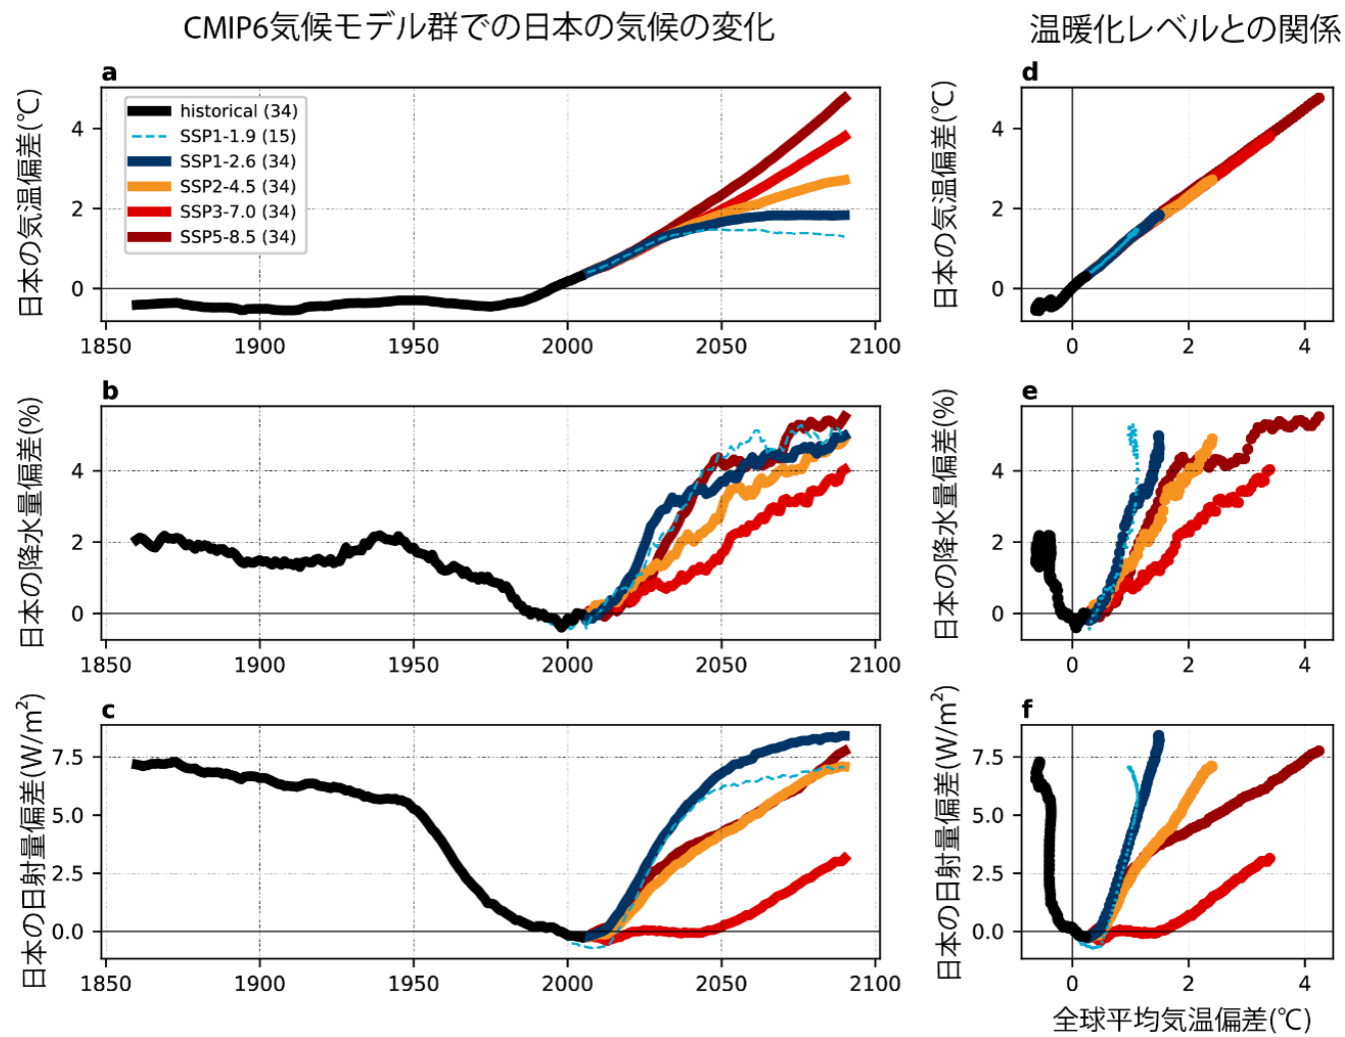 CMIP6気候モデル群での日本の気候の変化
温暖化レベルとの関係
a
日本の気温偏差(℃)
4
2
0
historical (34)
SSP1-1.9 (15)
SSP1-2.6 (34)
SSP2-4.5 (34)
SSP3-7.0 (34)
SSP5-8.5 (34)
1850 1900 1950 2000 2050 2100
d
日本の気温偏差(℃)
4
2
0
0 2 4
b
日本の降水量偏差(%)
4
2
0
1850 1900 1950 2000 2050 2100
e
日本の降水量偏差(%)
4
2
0
0 2 4
c
日本の日射量偏差(W/m²)
7.5
5.0
2.5
0.0
1850 1900 1950 2000 2050 2100
f
日本の日射量偏差(W/m²)
7.5
5.0
2.5
0.0
0 2 4
全球平均気温偏差(℃)